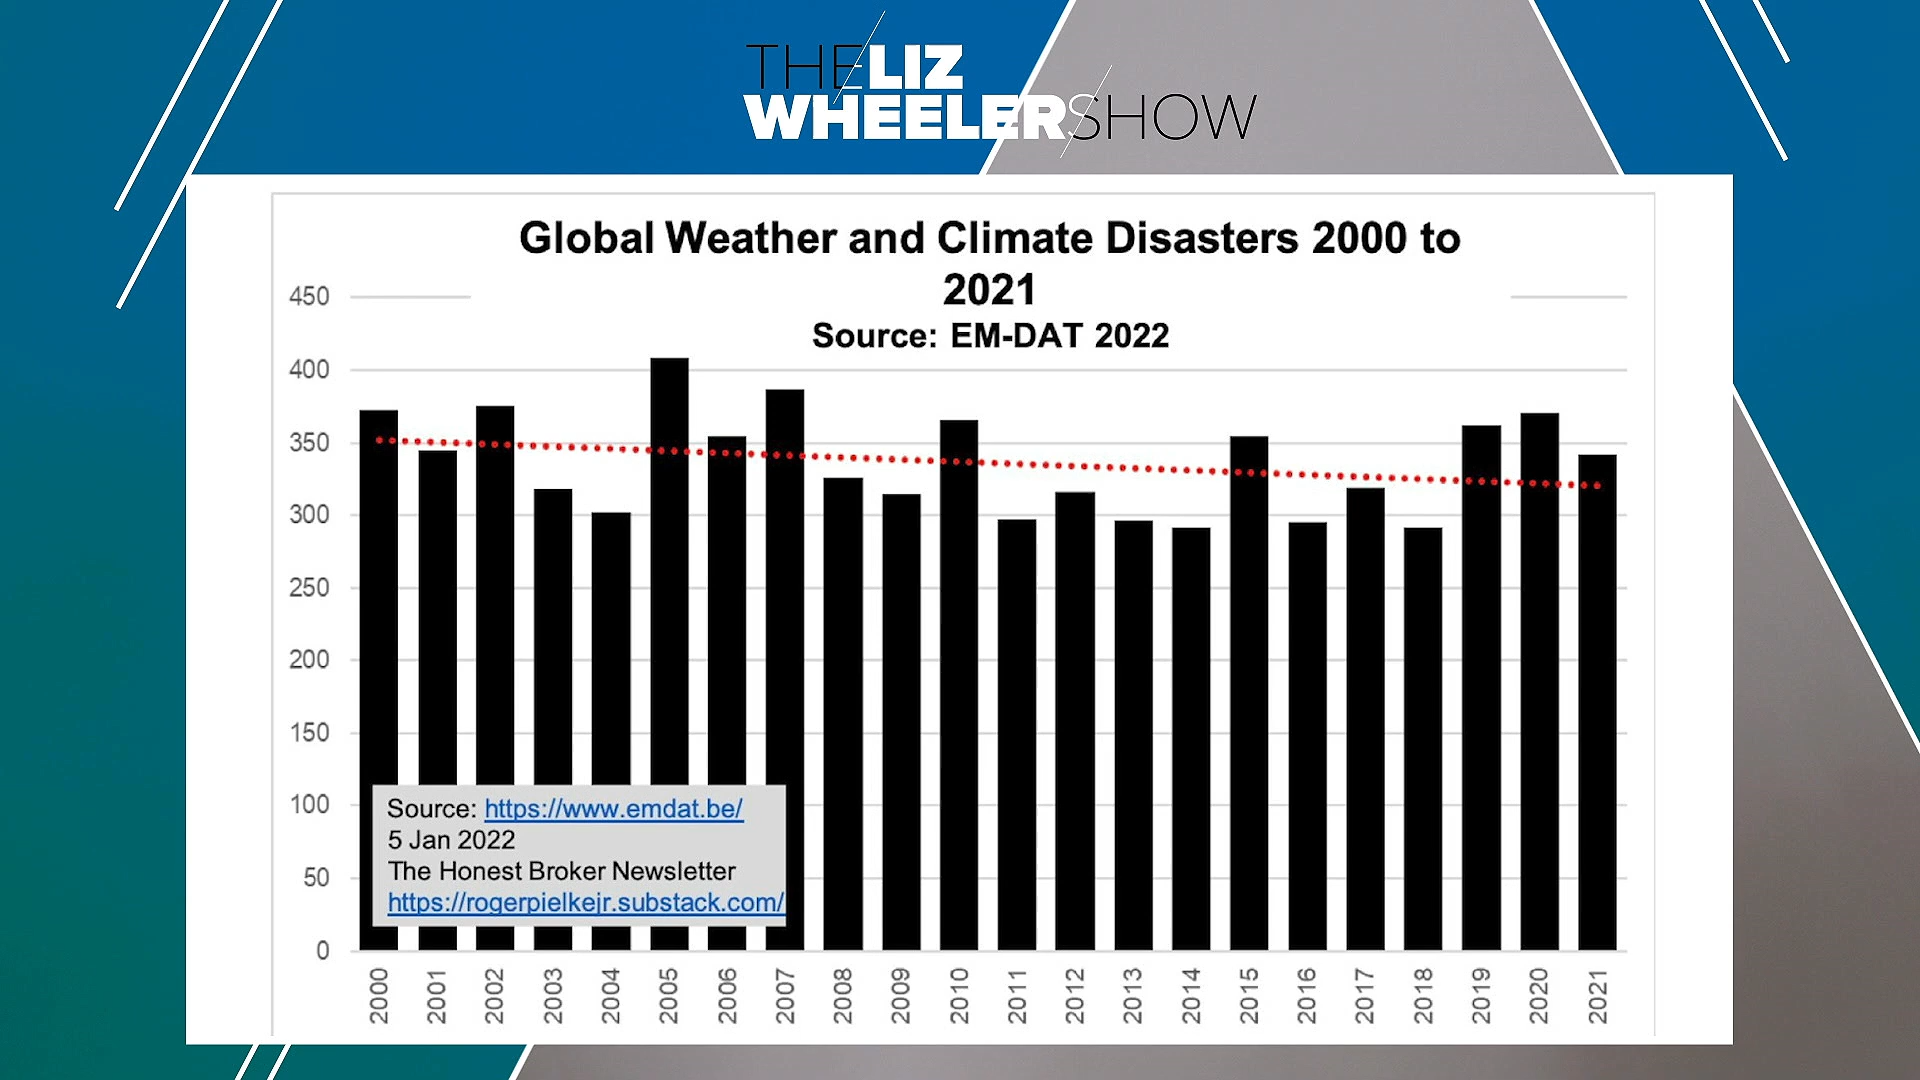 THE LIZ
WHEELER SHOW
Global Weather and Climate Disasters 2000 to
2021
Source: EM-DAT 2022
450
400
350
300
250
200
150
100
50
0
Source: https://www.emdat.be/
5 Jan 2022
The Honest Broker Newsletter
https://rogerpielkejr.substack.com/
2000 2001 2002 2003 2004 2005 2006 2007 2008 2009 2010 2011 2012 2013 2014 2015 2016 2017 2018 2019 2020 2021